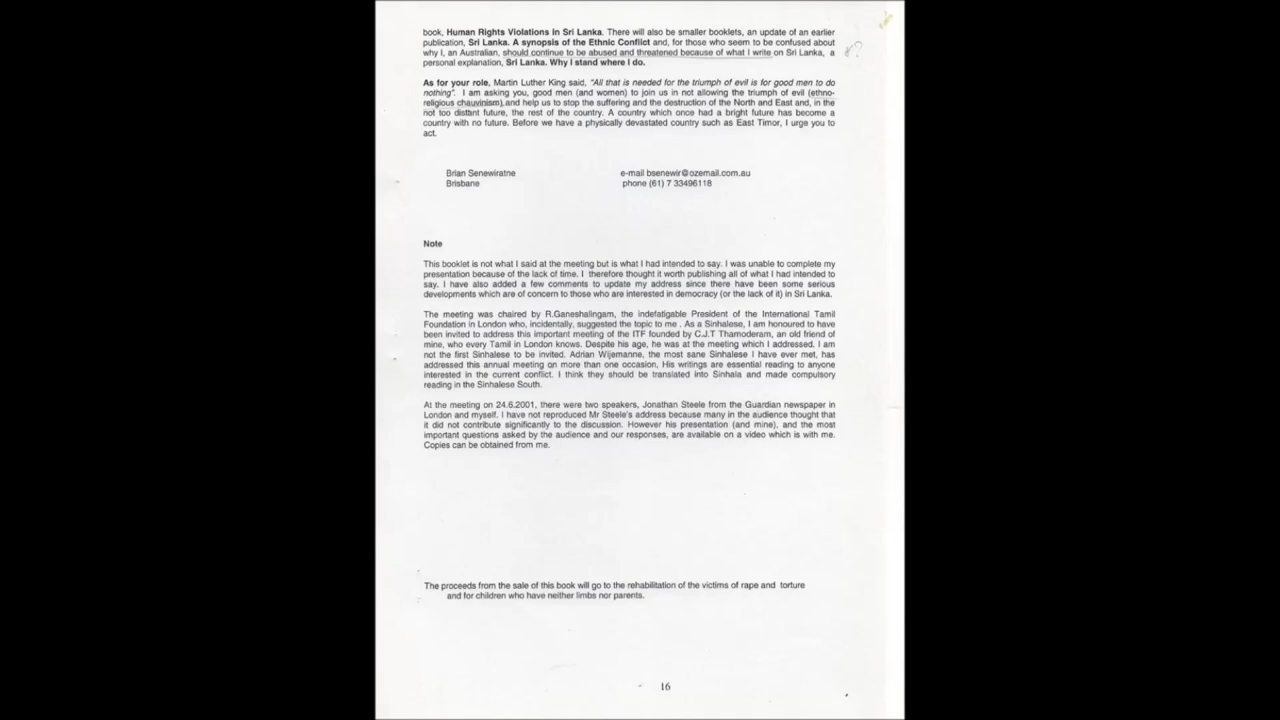 book, Human Rights Violations in Sri Lanka. There will also be smaller booklets, an update of an earlier
publication, Sri Lanka. A synopsis of the Ethnic Conflict and, for those who seem to be confused about
why I, an Australian, should continue to be abused and threatened because of what I write on Sri Lanka, a
personal explanation, Sri Lanka. Why I stand where I do.
As for your role, Martin Luther King said, "All that is needed for the triumph of evil is for good men to do
nothing". I am asking you, good men (and women) to join us in not allowing the triumph of evil (ethno-
religious chauvinism) and help us to stop the suffering and the destruction of the North and East and, in the
not too distant future, the rest of the country. A country which once had a bright future has become a
country with no future. Before we have a physically devastated country such as East Timor, I urge you to
act.
Brian Senewiratne e-mail bsenewir@ozemail.com.au
Brisbane phone (61) 7 33496118
Note
This booklet is not what I said at the meeting but is what I had intended to say. I was unable to complete my
presentation because of the lack of time. I therefore thought it worth publishing all of what I had intended to
say. I have also added a few comments to update my address since there have been some serious
developments which are of concern to those who are interested in democracy (or the lack of it) in Sri Lanka.
The meeting was chaired by R.Ganeshalingam, the indefatigable President of the International Tamil
Foundation in London who, incidentally, suggested the topic to me . As a Sinhalese, I am honoured to have
been invited to address this important meeting of the ITF founded by C.J.T Thamoderam, an old friend of
mine, who every Tamil in London knows. Despite his age, he was at the meeting which I addressed. I am
not the first Sinhalese to be invited. Adrian Wijemanne, the most sane Sinhalese I have ever met, has
addressed this annual meeting on more than one occasion. His writings are essential reading to anyone
interested in the current conflict. I think they should be translated into Sinhala and made compulsory
reading in the Sinhalese South.
At the meeting on 24.6.2001, there were two speakers, Jonathan Steele from the Guardian newspaper in
London and myself. I have not reproduced Mr Steele's address because many in the audience thought that
it did not contribute significantly to the discussion. However his presentation (and mine), and the most
important questions asked by the audience and our responses, are available on a video which is with me.
Copies can be obtained from me.
The proceeds from the sale of this book will go to the rehabilitation of the victims of rape and torture
and for children who have neither limbs nor parents.
16